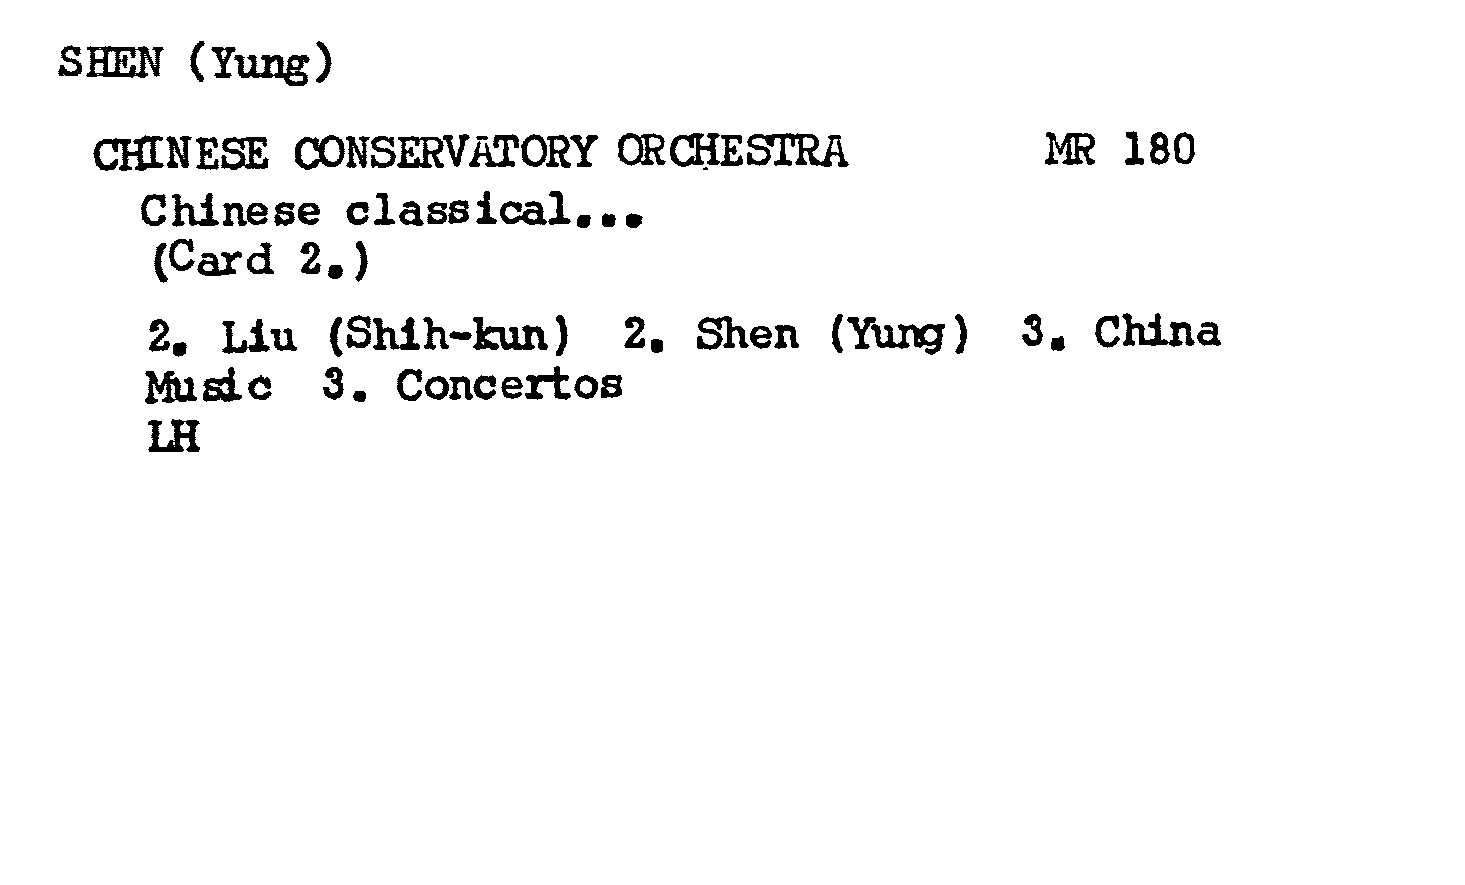 SHEN (Yung)
CHINESE CONSERVATORY ORCHESTRA MR 180
Chinese classical...
(Card 2.)
2. Liu (Shih-kun) 2. Shen (Yung) 3. China
Music 3. Concertos
LH